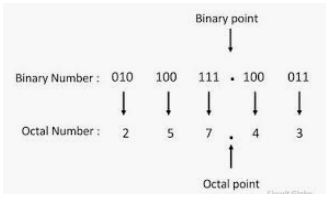 Binary point
Binary Number : 010 100 111 . 100 011
Octal Number : 2 5 7 . 4 3
Octal point